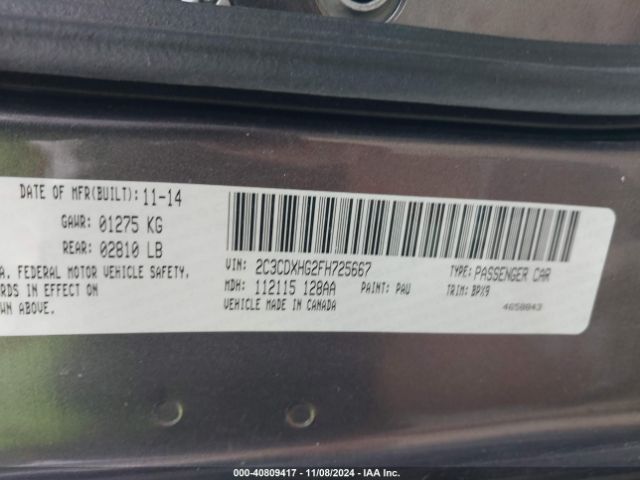 DATE OF MFR(BUILT): 11-14
GAWR: 01275 KG
REAR: 02810 LB
A. FEDERAL MOTOR VEHICLE SAFETY,
RDS IN EFFECT ON
WN ABOVE.
VIN: 2C3CDXHG2FH725667 TYPE: PASSENGER CAR
MDH: 112115 128AA PAINT: PAU TRIM: BPX9
VEHICLE MADE IN CANADA 4658843
000-40809417 - 11/08/2024 - IAA Inc.